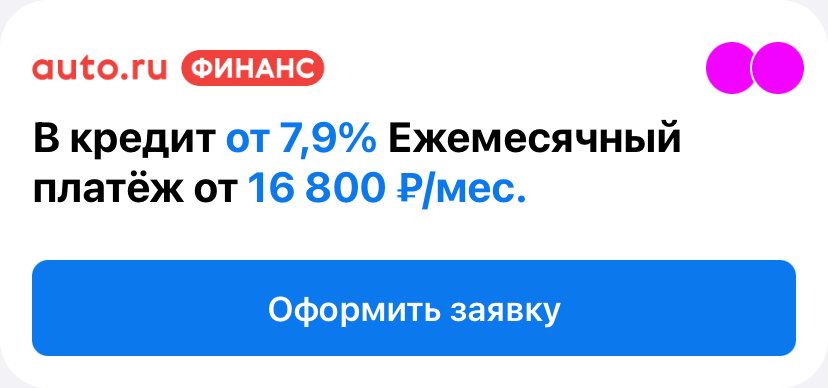 auto.ru ФИНАНС
В кредит от 7,9% Ежемесячный
платёж от 16 800 ₽/мес.
Оформить заявку